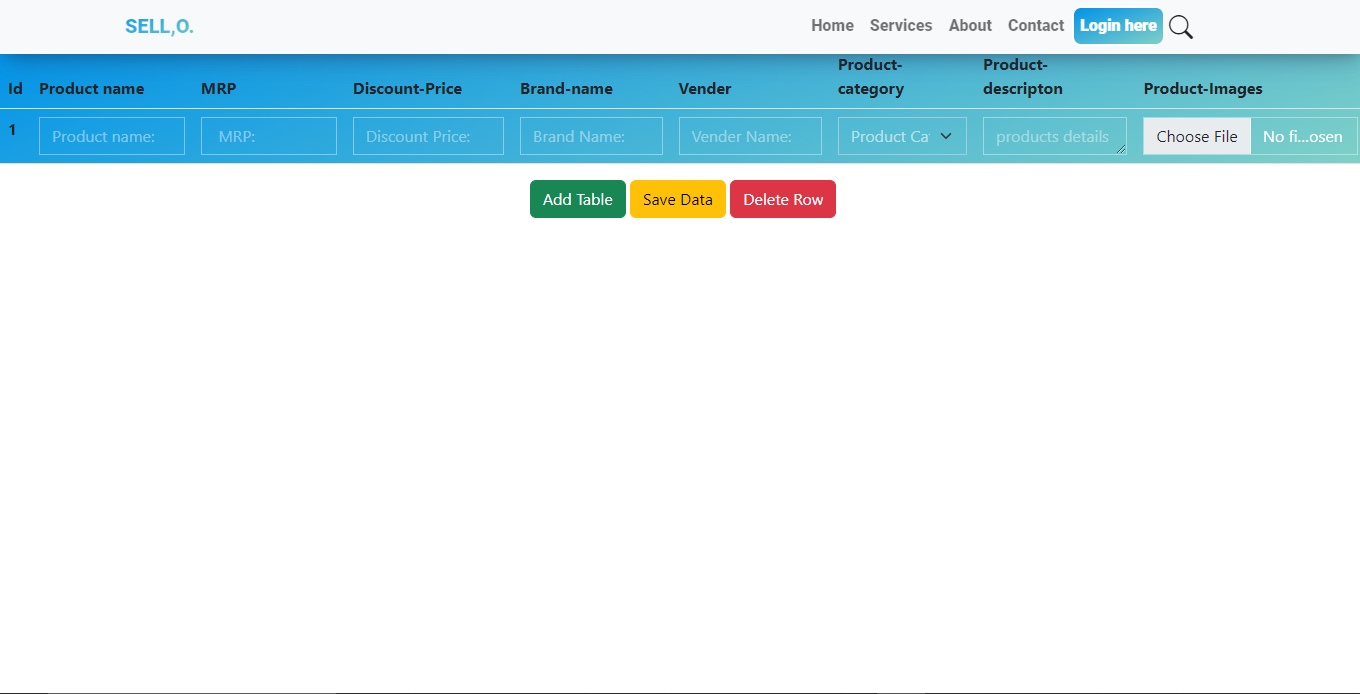 SELL,O. Home Services About Contact Login here
Id Product name MRP Discount-Price Brand-name Vender Product-category Product-descripton Product-Images
1 Product name: MRP: Discount Price: Brand Name: Vender Name: Product Ca products details Choose File No fi...osen
Add Table Save Data Delete Row